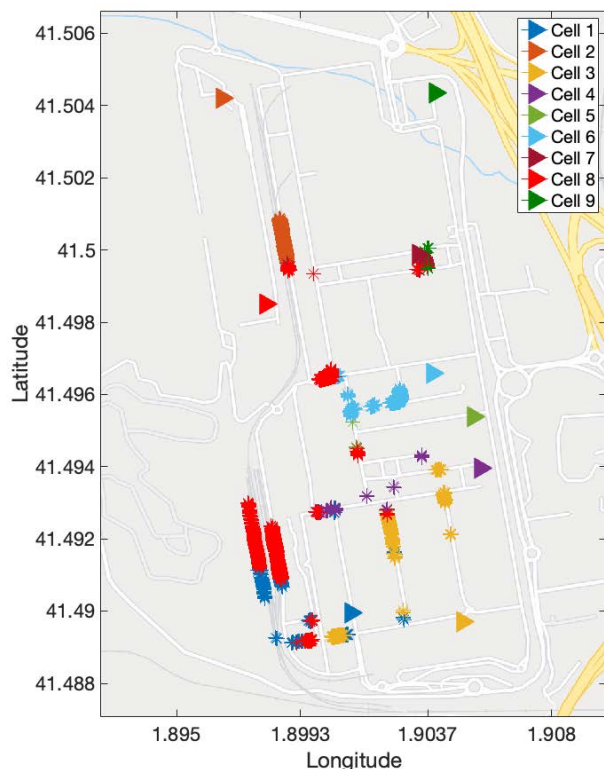 41.506
41.504
41.502
41.5
41.498
41.496
41.494
41.492
41.49
41.488
Latitude
1.895
1.8993
1.9037
1.908
Longitude
Cell 1
Cell 2
Cell 3
Cell 4
Cell 5
Cell 6
Cell 7
Cell 8
Cell 9